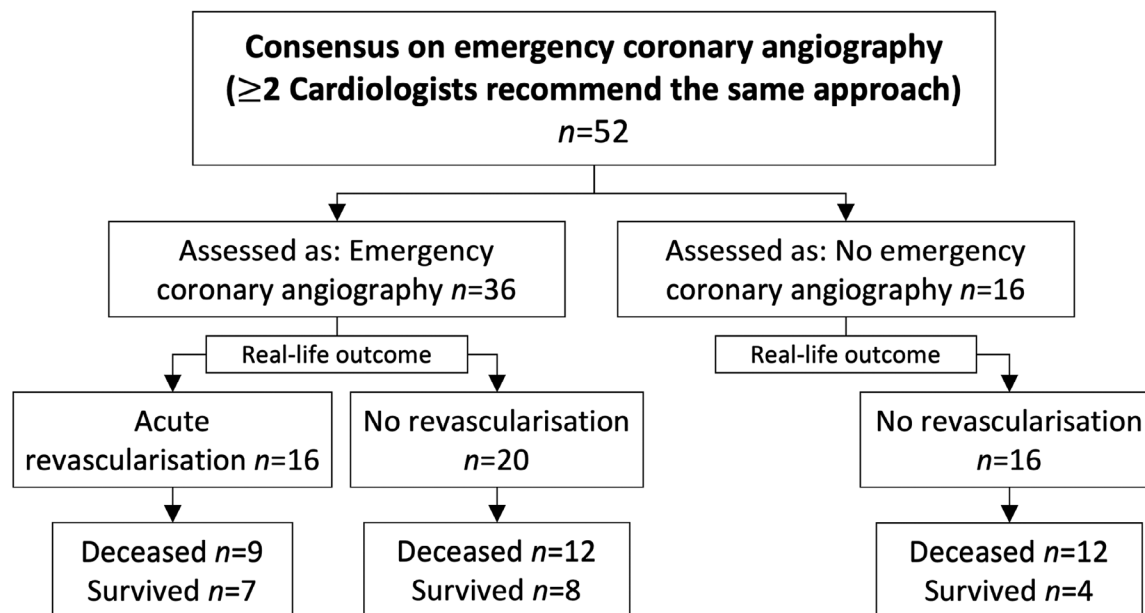 Consensus on emergency coronary angiography
(≥2 Cardiologists recommend the same approach)
n=52
Assessed as: Emergency
coronary angiography n=36
Assessed as: No emergency
coronary angiography n=16
Real-life outcome
Real-life outcome
Acute
revascularisation n=16
No revascularisation
n=20
No revascularisation
n=16
Deceased n=9
Survived n=7
Deceased n=12
Survived n=8
Deceased n=12
Survived n=4